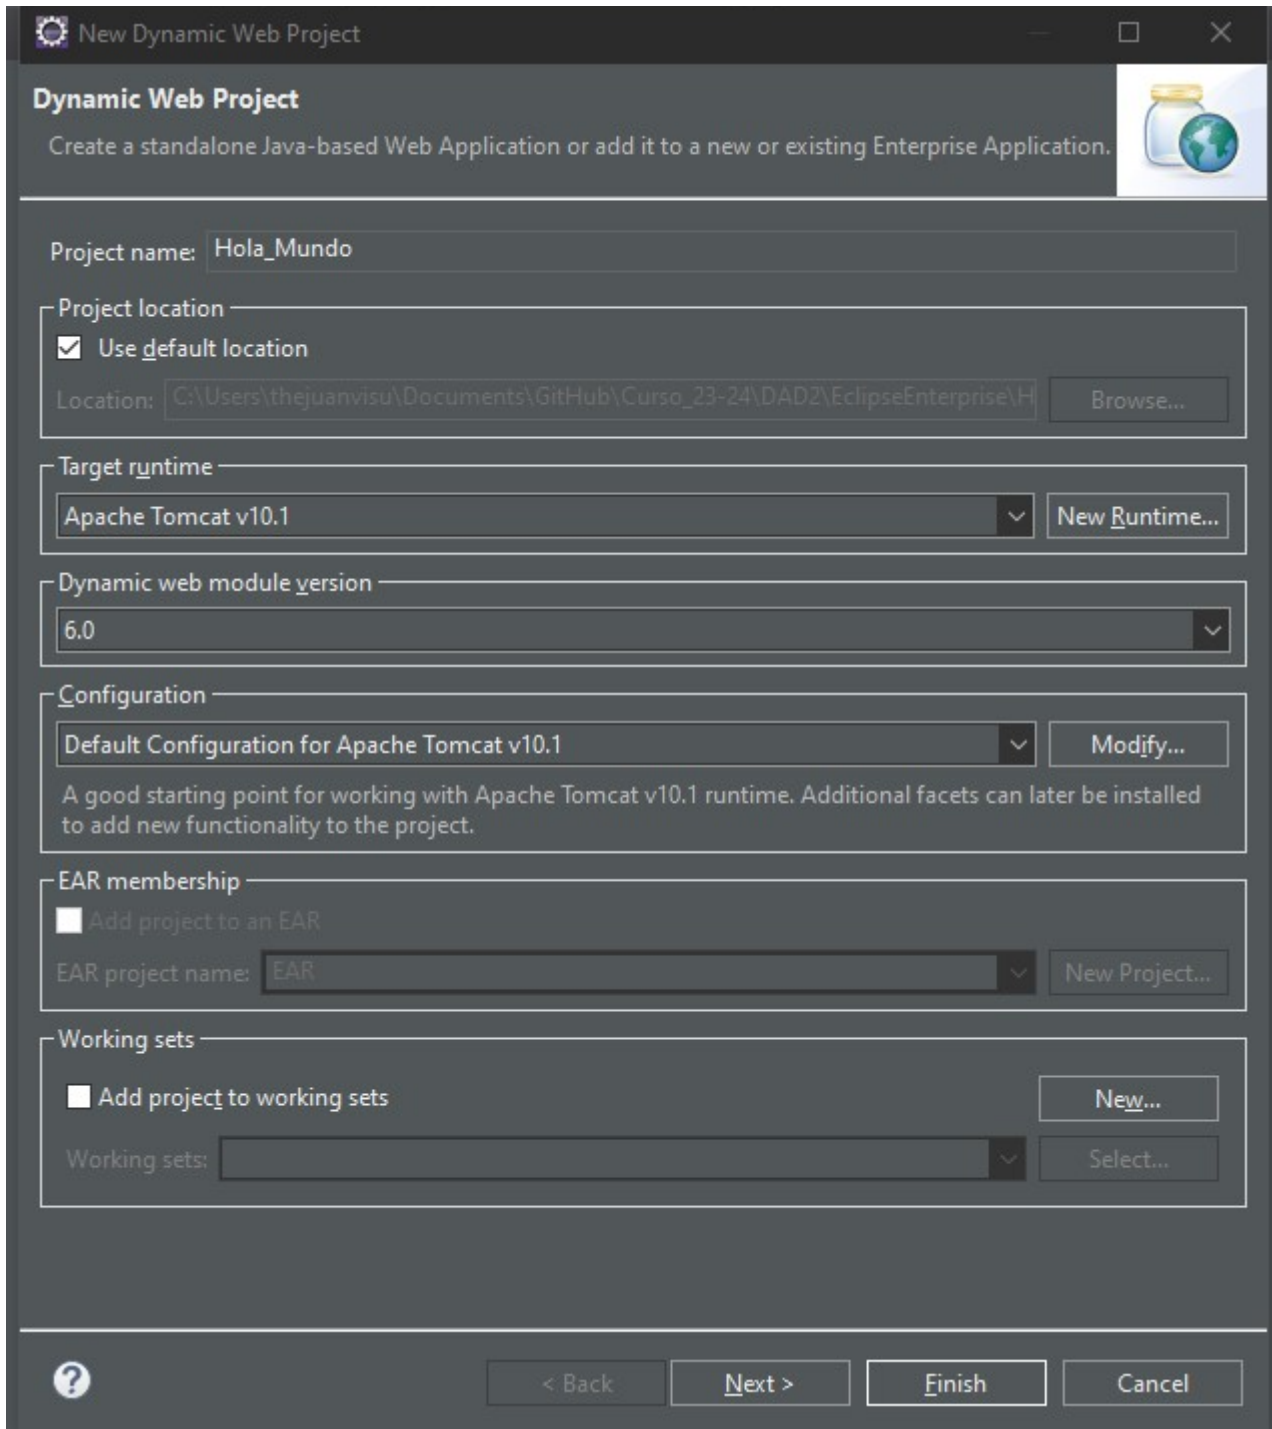 New Dynamic Web Project
Dynamic Web Project
Create a standalone Java-based Web Application or add it to a new or existing Enterprise Application.
Project name: Hola_Mundo
Project location
Use default location
Location: C:\Users\thejuanvisu\Documents\GitHub\Curso_23-24\DAD2\EclipseEnterprise\H Browse...
Target runtime
Apache Tomcat v10.1 New Runtime...
Dynamic web module version
6.0
Configuration
Default Configuration for Apache Tomcat v10.1 Modify...
A good starting point for working with Apache Tomcat v10.1 runtime. Additional facets can later be installed
to add new functionality to the project.
EAR membership
Add project to an EAR
EAR project name: EAR New Project...
Working sets
Add project to working sets New...
Working sets: Select...
? < Back Next > Finish Cancel